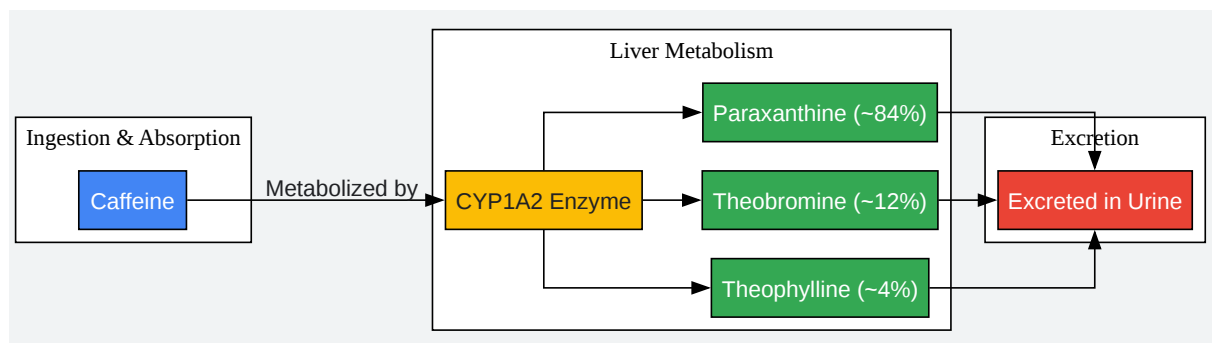 Liver Metabolism
Ingestion & Absorption
Caffeine
Metabolized by
CYP1A2 Enzyme
Paraxanthine (~84%)
Theobromine (~12%)
Theophylline (~4%)
Excretion
Excreted in Urine